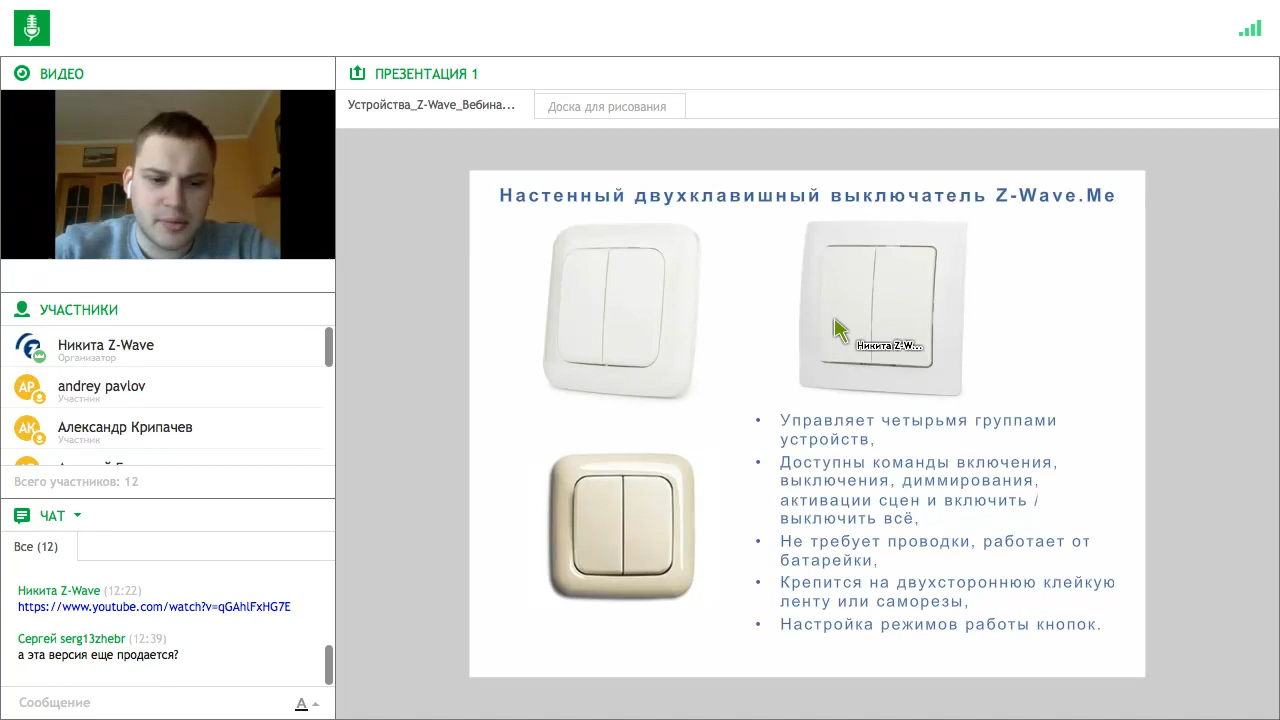 ВИДЕО
ПРЕЗЕНТАЦИЯ 1
Устройства_Z-Wave_Вебина...
Доска для рисования
Настенный двухклавишный выключатель Z-Wave.Me
Никита Z-W...
• Управляет четырьмя группами
устройств,
• Доступны команды включения,
выключения, диммирования,
активации сцен и включить /
выключить всё,
• Не требует проводки, работает от
батарейки,
• Крепится на двухстороннюю клейкую
ленту или саморезы,
• Настройка режимов работы кнопок.
УЧАСТНИКИ
Никита Z-Wave
Организатор
AP
andrey pavlov
Участник
АК
Александр Крипачев
Участник
Всего участников: 12
ЧАТ
Все (12)
Никита Z-Wave (12:22)
https://www.youtube.com/watch?v=qGAhlFxHG7E
Сергей serg13zhebr (12:39)
а эта версия еще продается?
Сообщение
A